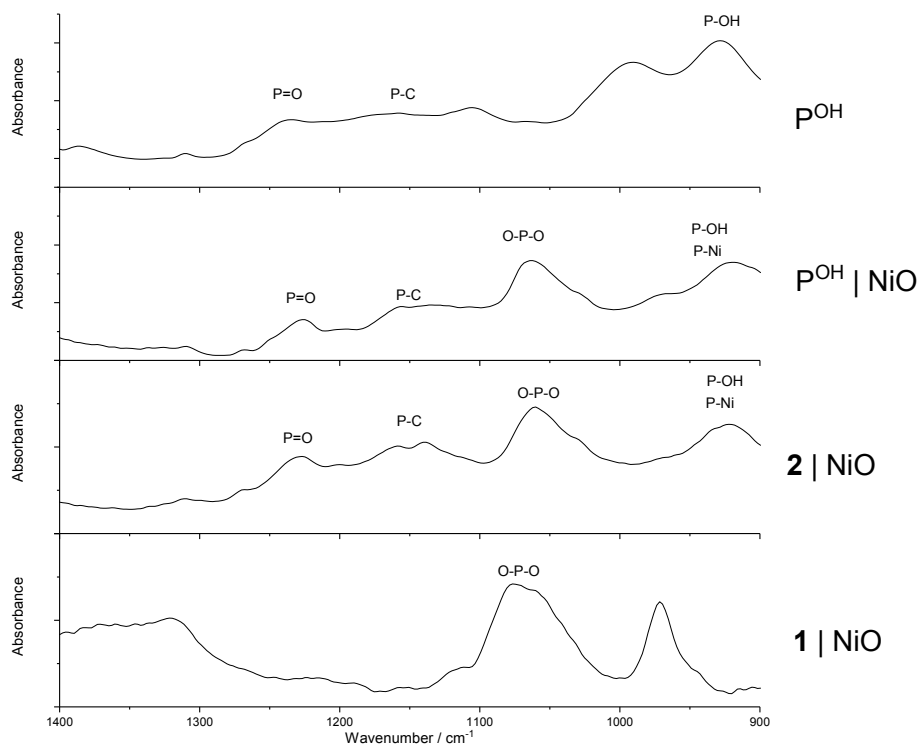 Absorbance
P-OH
P=O
P-C
P^OH
Absorbance
P-OH
P-Ni
O-P-O
P=O
P-C
P^OH | NiO
Absorbance
P-OH
P-Ni
O-P-O
P-C
P=O
2 | NiO
Absorbance
O-P-O
1 | NiO
1400 1300 1200 1100 1000 900
Wavenumber / cm⁻¹